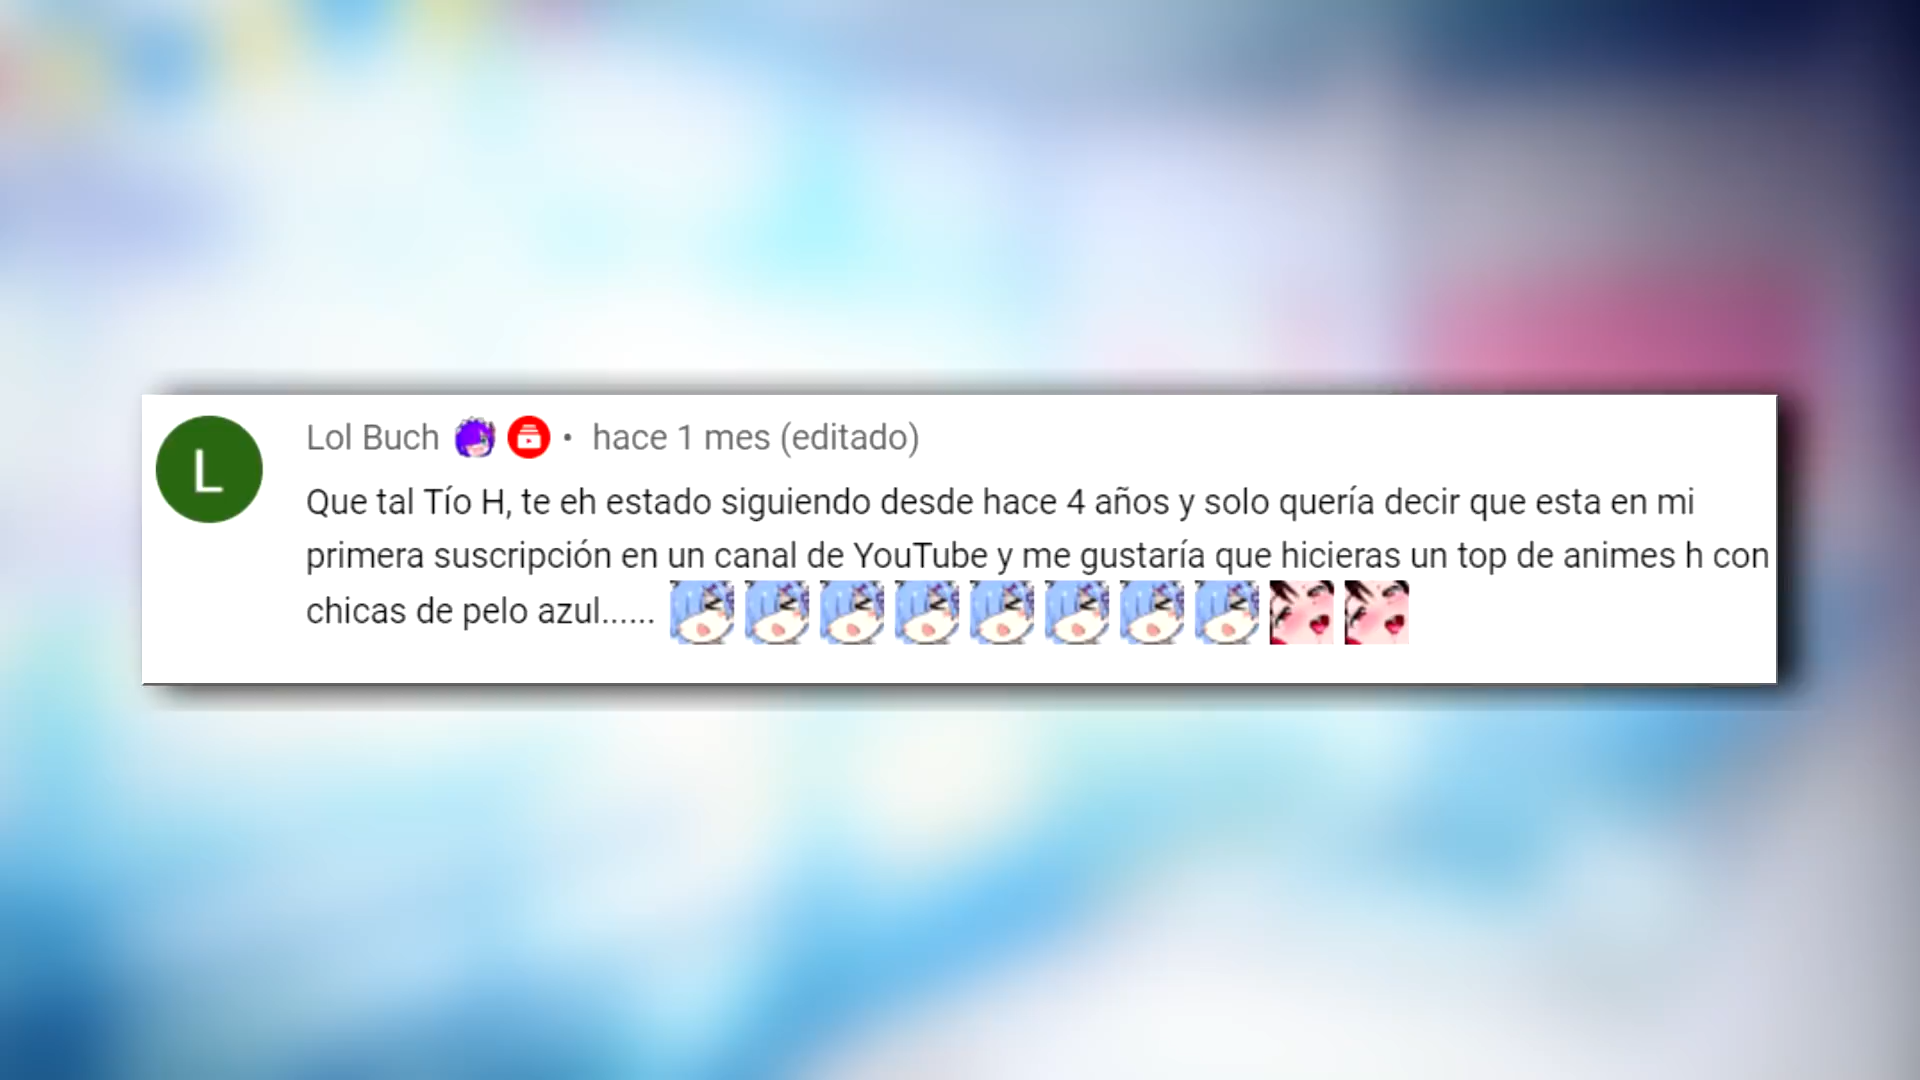 L
Lol Buch • hace 1 mes (editado)
Que tal Tío H, te eh estado siguiendo desde hace 4 años y solo quería decir que esta en mi
primera suscripción en un canal de YouTube y me gustaría que hicieras un top de animes h con
chicas de pelo azul......